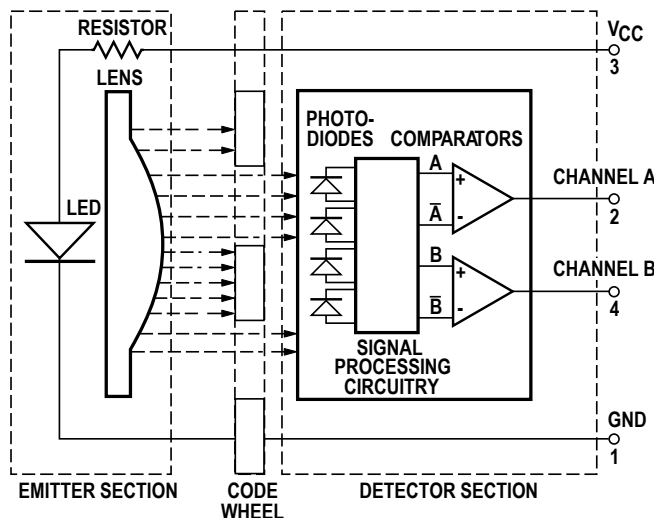 RESISTOR
VCC
3
LENS
PHOTO-
DIODES
COMPARATORS
A
+
CHANNEL A
2
LED
A̅
-
B
+
CHANNEL B
4
B̅
-
SIGNAL
PROCESSING
CIRCUITRY
GND
1
EMITTER SECTION
CODE
WHEEL
DETECTOR SECTION